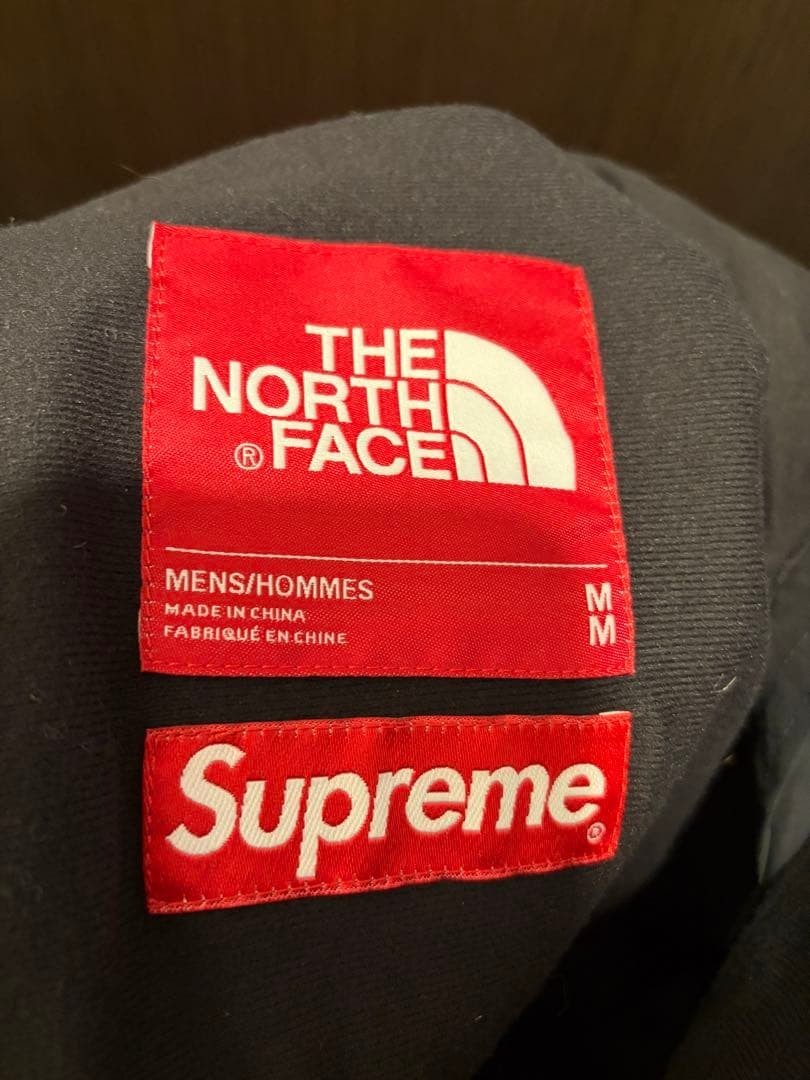 THE
NORTH
® FACE
MENS/HOMMES M
MADE IN CHINA
FABRIQUÉ EN CHINE M
Supreme®